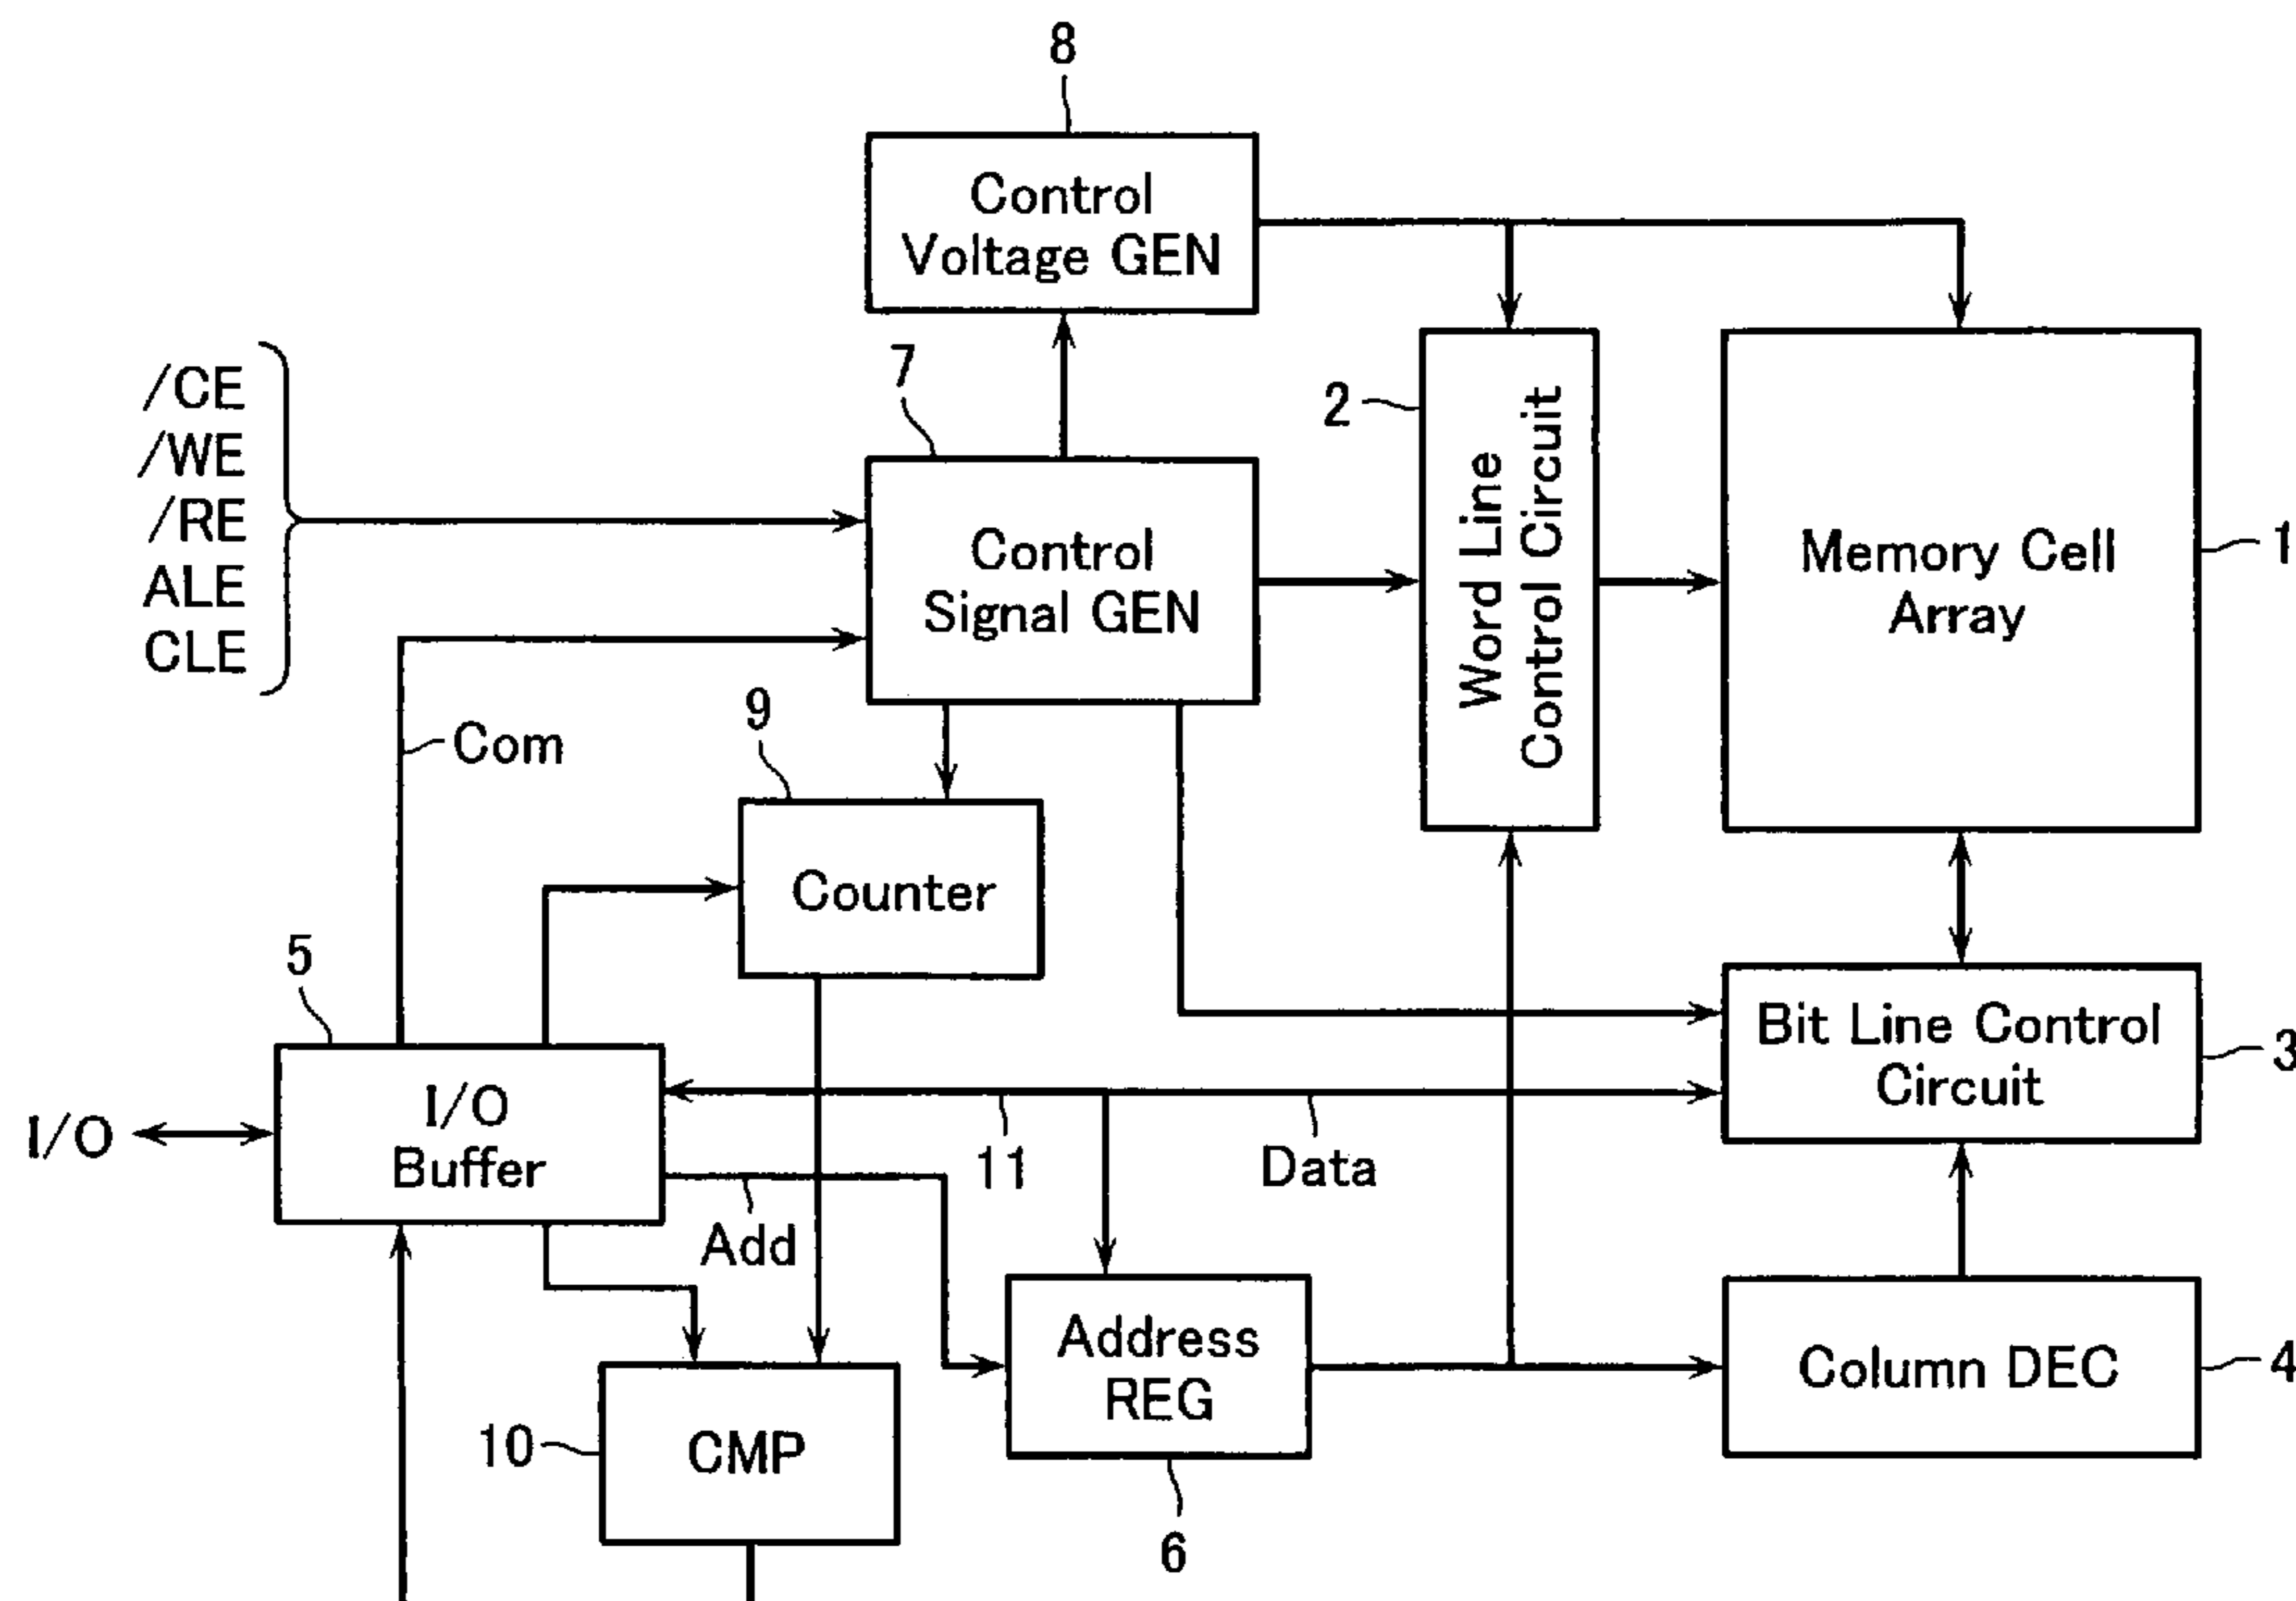 8
Control
Voltage GEN
/CE
/WE
/RE
ALE
CLE
7
Control
Signal GEN
2
Word Line
Control Circuit
Memory Cell
Array
1
Com
9
Counter
5
I/O
I/O
Buffer
Bit Line Control
Circuit
3
11
Data
Add
Address
REG
6
Column DEC
4
10
CMP